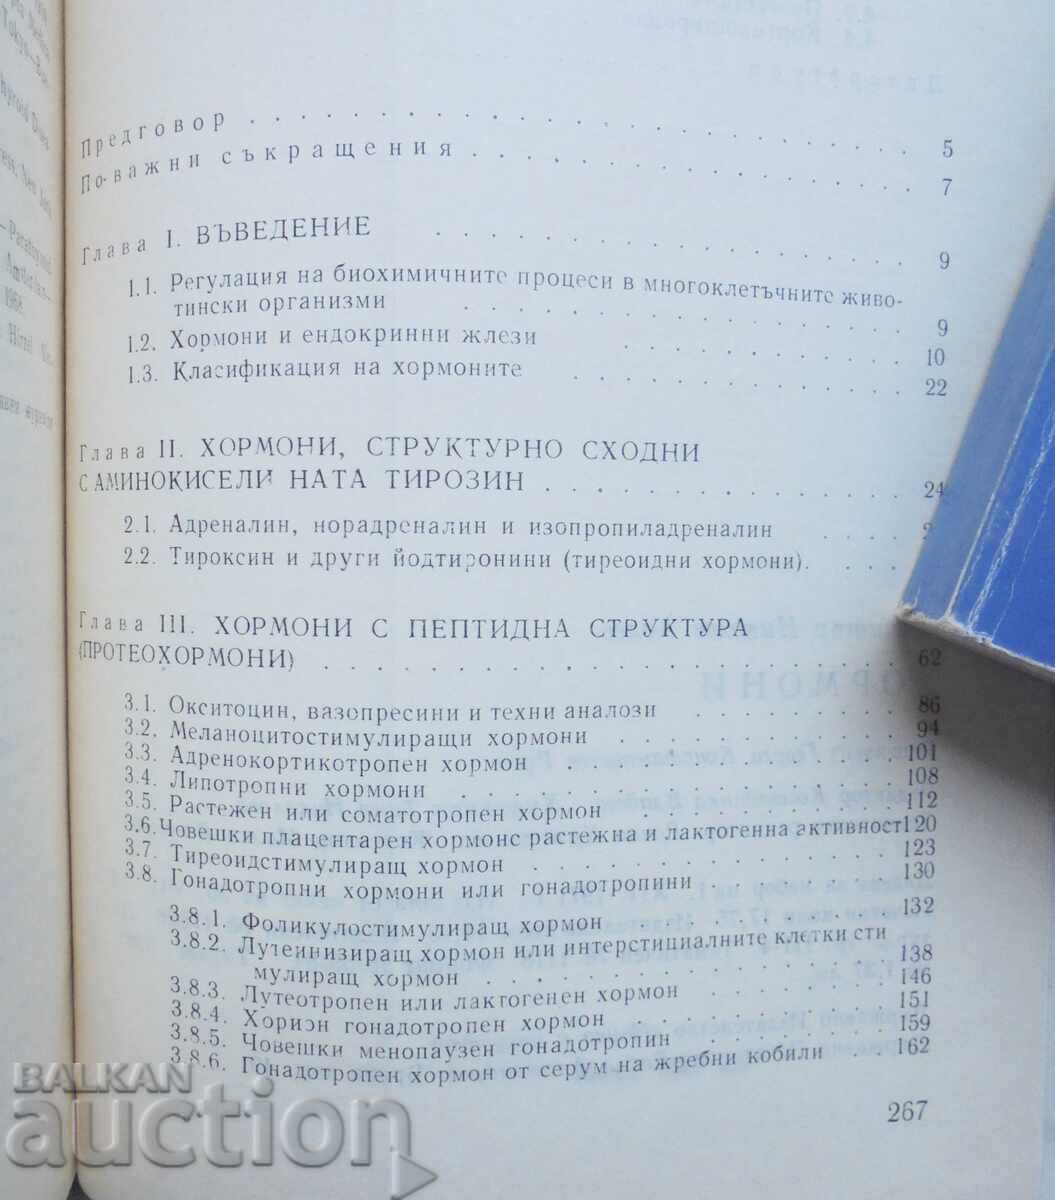 Предговор 5
По-важни съкращения 7
Глава I. ВЪВЕДЕНИЕ 9
1.1. Регулация на биохимичните процеси в многоклетъчните живо-
тински организми 9
1.2. Хормони и ендокринни жлези 10
1.3. Класификация на хормоните 22
Глава II. ХОРМОНИ, СТРУКТУРНО СХОДНИ
С АМИНОКИСЕЛИ НАТА ТИРОЗИН 24
2.1. Адреналин, норадреналин и изопропиладреналин
2.2. Тироксин и други йодтиронини (тиреоидни хормони).
Глава III. ХОРМОНИ С ПЕПТИДНА СТРУКТУРА
(ПРОТЕОХОРМОНИ) 62
3.1. Окситоцин, вазопресини и техни аналози 86
3.2. Меланоцитостимулиращи хормони 94
3.3. Адренокортикотропен хормон 101
3.4. Липотропни хормони 108
3.5. Растежен или соматотропен хормон 112
3.6. Човешки плацентарен хормон с растежна и лактогенна активност 120
3.7. Тиреоидстимулиращ хормон 123
3.8. Гонадотропни хормони или гонадотропини 130
3.8.1. Фоликулостимулиращ хормон 132
3.8.2. Лутеинизиращ хормон или интерстициалните клетки сти
мулиращ хормон 138
3.8.3. Лутеотропен или лактогенен хормон 146
3.8.4. Хорион гонадотропен хормон 151
3.8.5. Човешки менопаузен гонадотропин 159
3.8.6. Гонадотропен хормон от серум на жребни кобили 162
267
BALKAN
auction